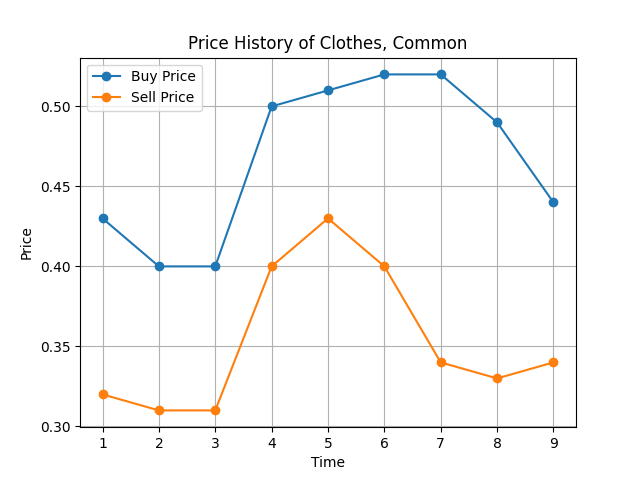 Price History of Clothes, Common
Buy Price
Sell Price
0.50
0.45
0.40
0.35
0.30
Price
1 2 3 4 5 6 7 8 9
Time